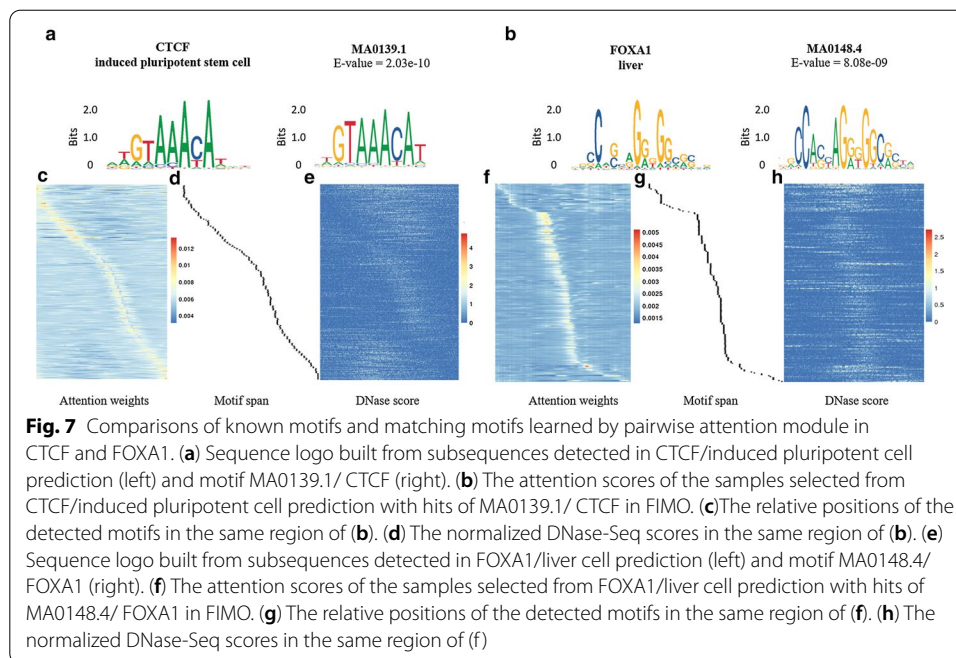 a
b
CTCF
induced pluripotent stem cell
MA0139.1
E-value = 2.03e-10
FOXA1
liver
MA0148.4
E-value = 8.08e-09
2.0
1.0
0
Bits
2.0
1.0
0
Bits
2.0
1.0
0
Bits
2.0
1.0
0
Bits
c
d
e
f
g
h
0.012
0.008
0.004
4
3
2
1
0
0.005
0.0045
0.004
0.0035
0.003
0.0025
0.002
0.0015
2.5
2
1.5
1
0.5
0
Attention weights
Motif span
DNase score
Attention weights
Motif span
DNase score
Fig. 7 Comparisons of known motifs and matching motifs learned by pairwise attention module in
CTCF and FOXA1. (a) Sequence logo built from subsequences detected in CTCF/induced pluripotent cell
prediction (left) and motif MA0139.1/ CTCF (right). (b) The attention scores of the samples selected from
CTCF/induced pluripotent cell prediction with hits of MA0139.1/ CTCF in FIMO. (c)The relative positions of the
detected motifs in the same region of (b). (d) The normalized DNase-Seq scores in the same region of (b). (e)
Sequence logo built from subsequences detected in FOXA1/liver cell prediction (left) and motif MA0148.4/
FOXA1 (right). (f) The attention scores of the samples selected from FOXA1/liver cell prediction with hits of
MA0148.4/ FOXA1 in FIMO. (g) The relative positions of the detected motifs in the same region of (f). (h) The
normalized DNase-Seq scores in the same region of (f)